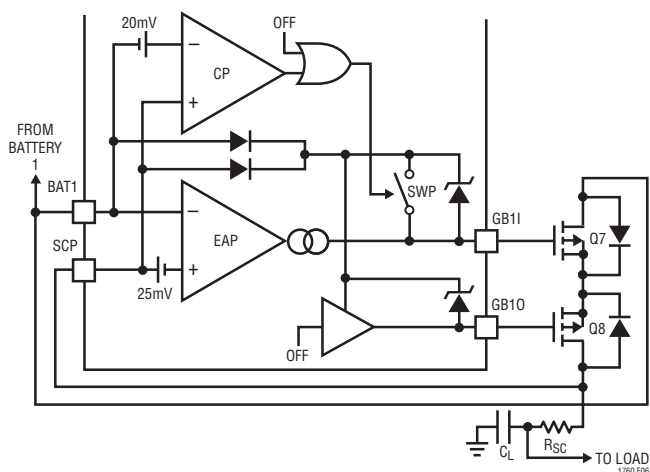 20mV
OFF
–
CP
+
FROM
BATTERY
1
BAT1
SWP
–
EAP
+
GB1I
Q7
SCP
25mV
GB1O
Q8
OFF
CL
RSC
TO LOAD
1760 F06